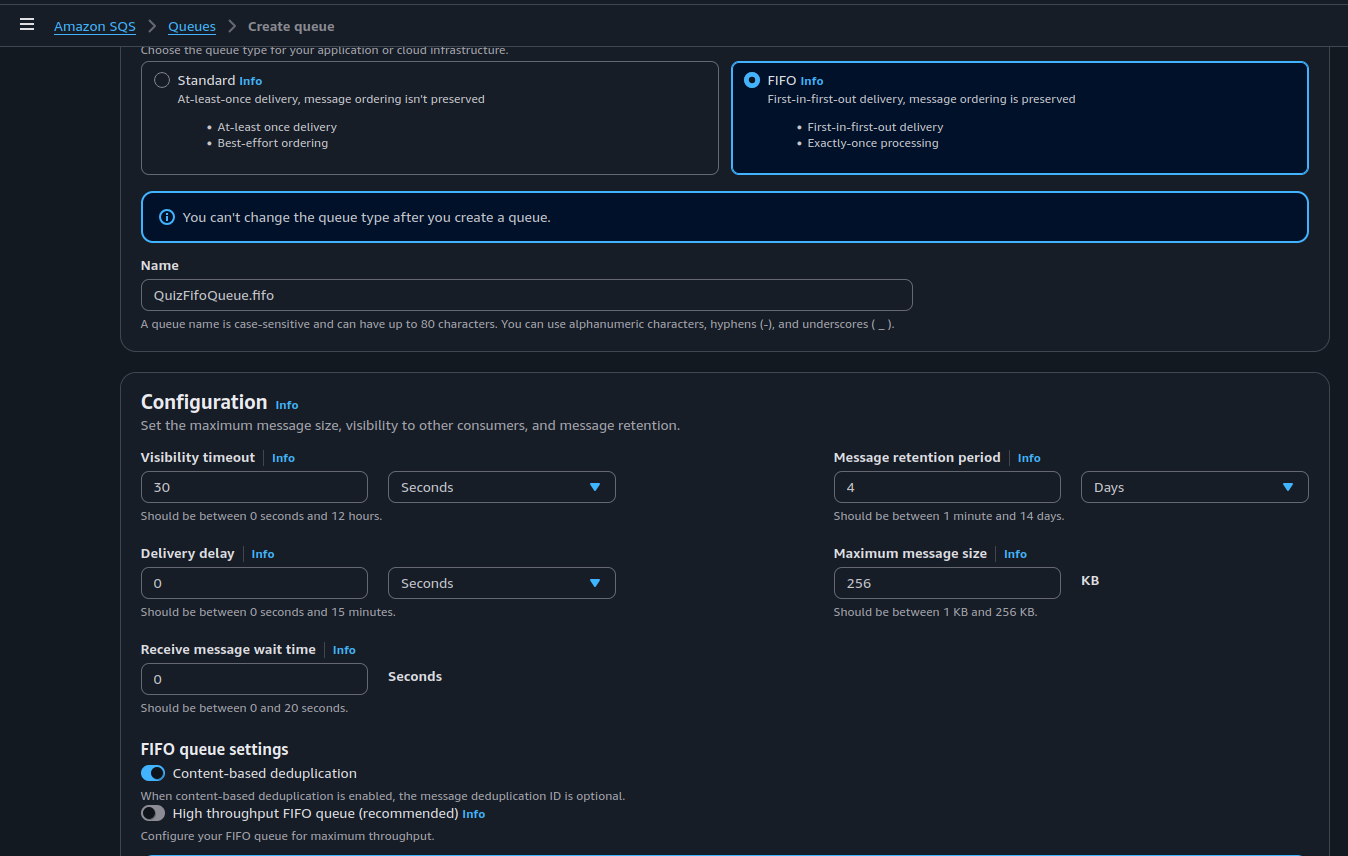 Amazon SQS > Queues > Create queue
Choose the queue type for your application or cloud infrastructure.
Standard Info
At-least-once delivery, message ordering isn't preserved
• At-least once delivery
• Best-effort ordering
FIFO Info
First-in-first-out delivery, message ordering is preserved
• First-in-first-out delivery
• Exactly-once processing
You can't change the queue type after you create a queue.
Name
QuizFifoQueue.fifo
A queue name is case-sensitive and can have up to 80 characters. You can use alphanumeric characters, hyphens (-), and underscores ( _ ).
Configuration Info
Set the maximum message size, visibility to other consumers, and message retention.
Visibility timeout Info
30 Seconds
Should be between 0 seconds and 12 hours.
Message retention period Info
4 Days
Should be between 1 minute and 14 days.
Delivery delay Info
0 Seconds
Should be between 0 seconds and 15 minutes.
Maximum message size Info
256 KB
Should be between 1 KB and 256 KB.
Receive message wait time Info
0 Seconds
Should be between 0 and 20 seconds.
FIFO queue settings
Content-based deduplication
When content-based deduplication is enabled, the message deduplication ID is optional.
High throughput FIFO queue (recommended) Info
Configure your FIFO queue for maximum throughput.